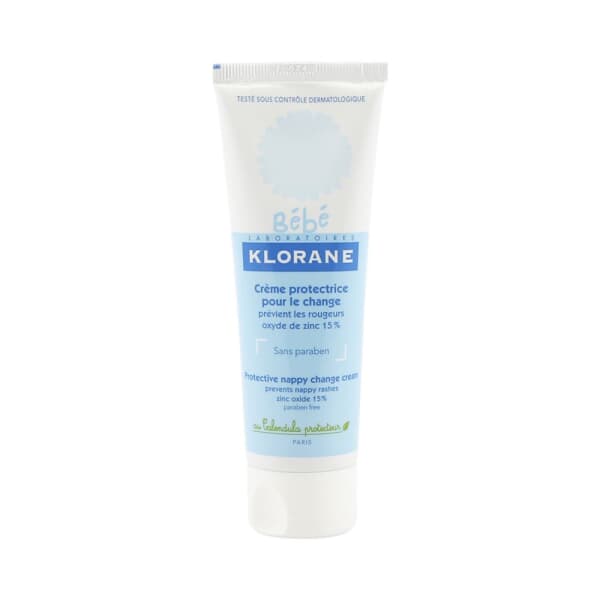 TESTÉ SOUS CONTRÔLE DERMATOLOGIQUE
Bébé
LABORATOIRES
KLORANE
Crème protectrice
pour le change
prévient les rougeurs
oxyde de zinc 15 %
Sans paraben
Protective nappy change cream
prevents nappy rashes
zinc oxide 15%
paraben free
au Calendula protecteur
PARIS